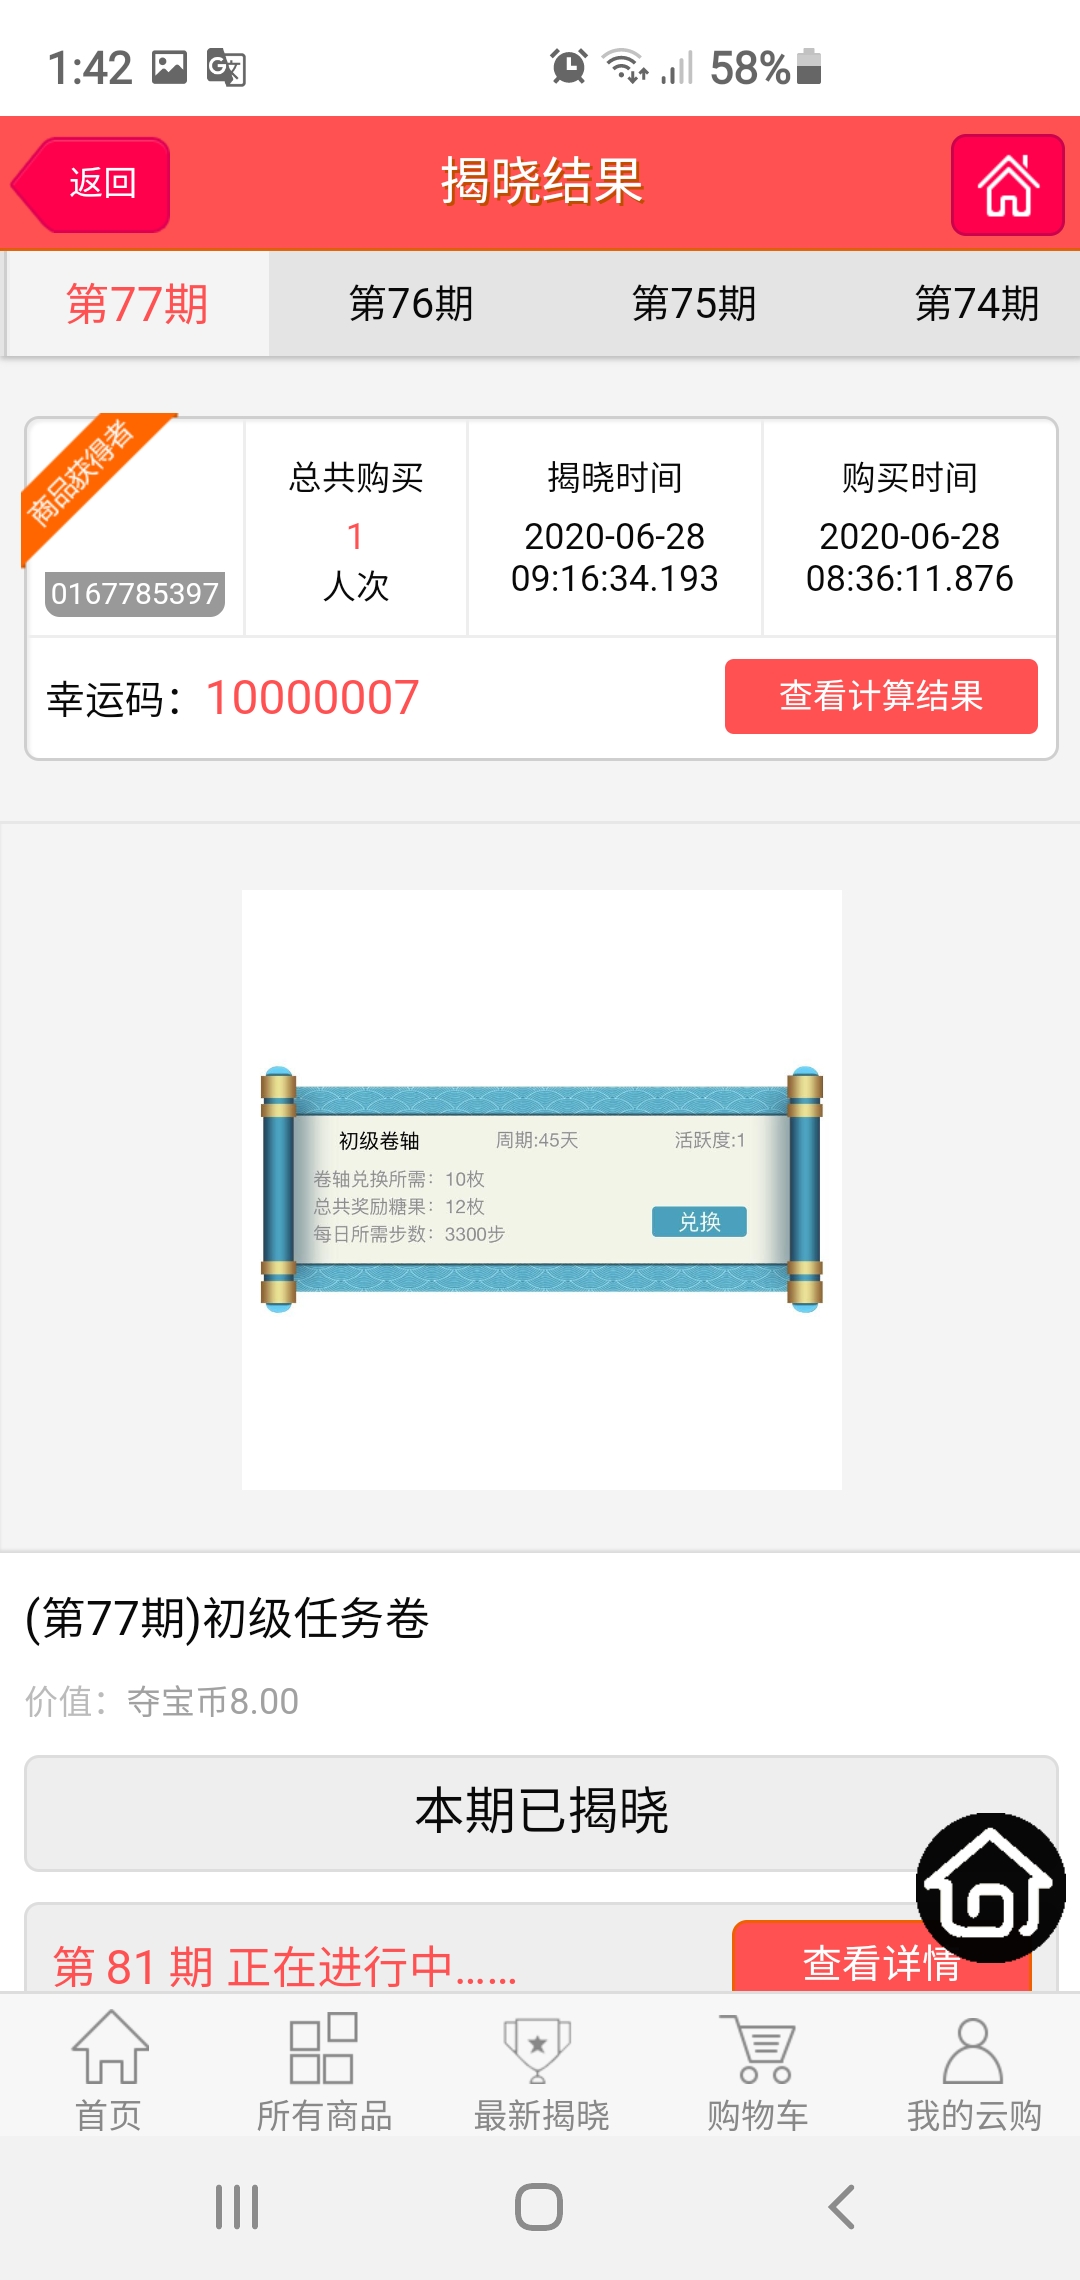 1:42
58%
返回
揭晓结果
第77期
第76期
第75期
第74期
商品获得者
0167785397
总共购买
1
人次
揭晓时间
2020-06-28
09:16:34.193
购买时间
2020-06-28
08:36:11.876
幸运码：10000007
查看计算结果
初级卷轴
周期:45天
活跃度:1
卷轴兑换所需：10枚
总共奖励糖果：12枚
每日所需步数：3300步
兑换
(第77期)初级任务卷
价值：夺宝币8.00
本期已揭晓
第 81 期 正在进行中……
查看详情
首页
所有商品
最新揭晓
购物车
我的云购